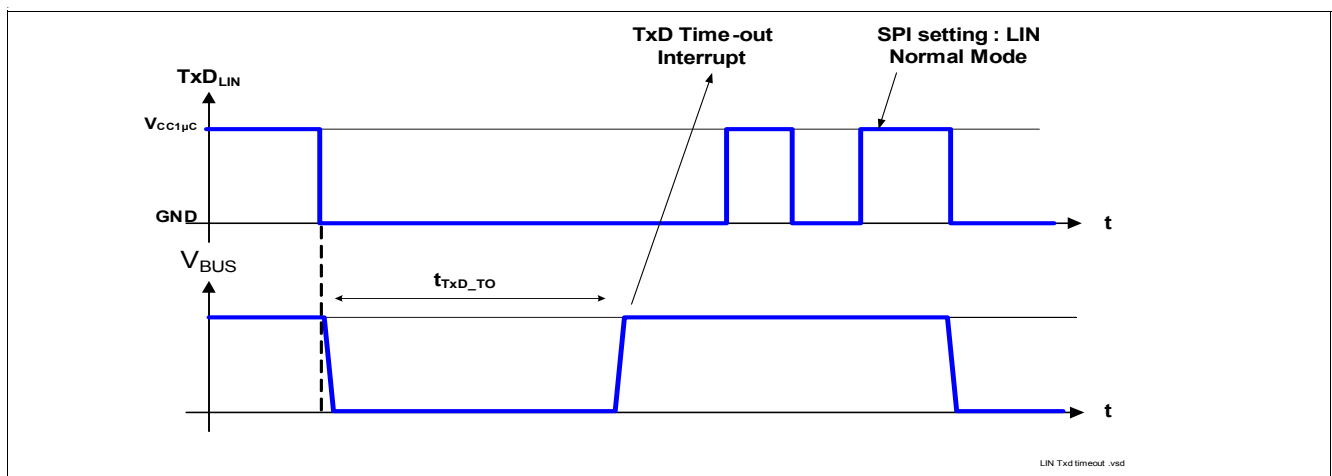 TxD Time-out
Interrupt
SPI setting : LIN
Normal Mode
TxDLIN
VCC1µC
GND
t
VBUS
tTxD_TO
t
LIN Txd timeout .vsd